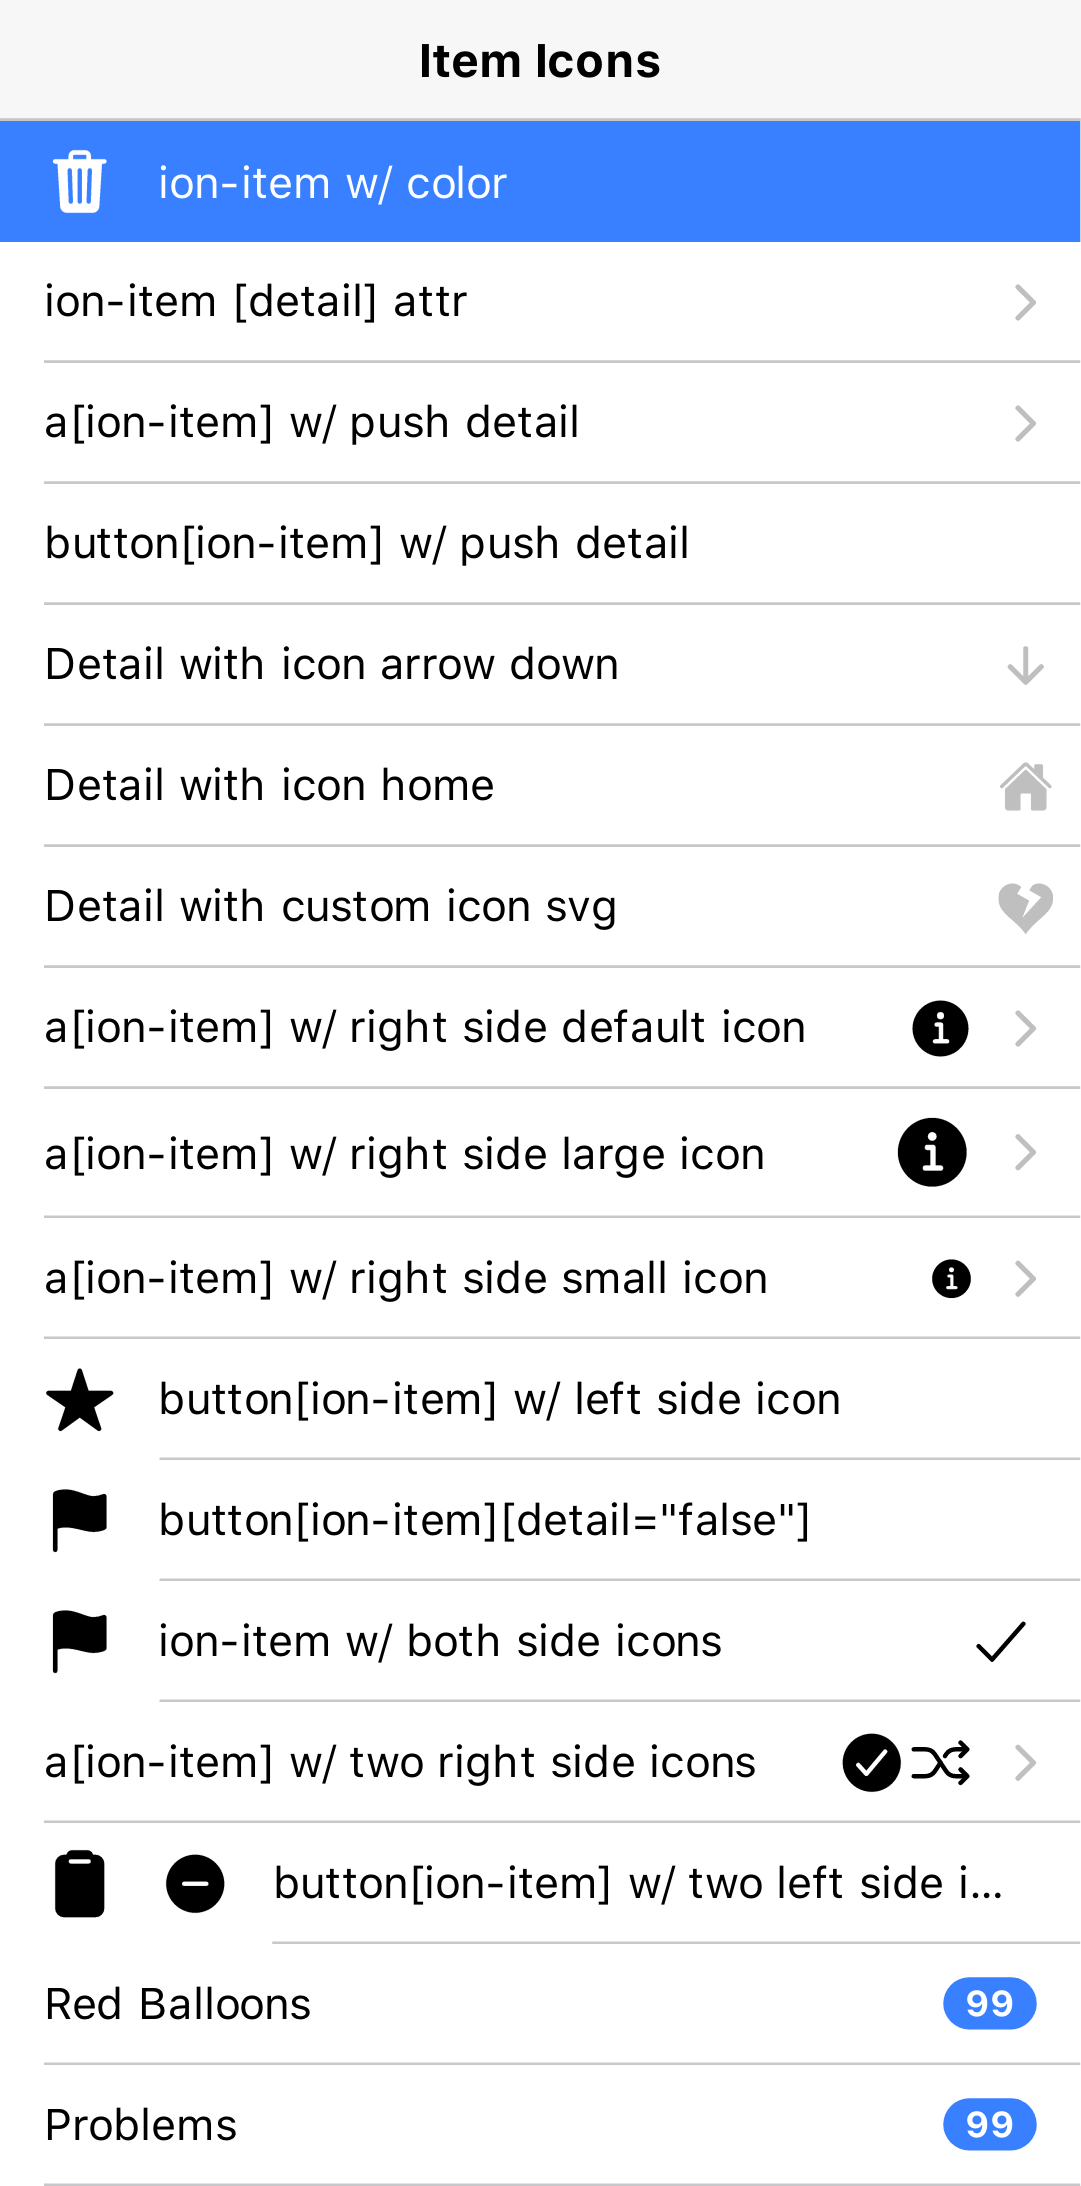 Item Icons
ion-item w/ color
ion-item [detail] attr
a[ion-item] w/ push detail
button[ion-item] w/ push detail
Detail with icon arrow down
Detail with icon home
Detail with custom icon svg
a[ion-item] w/ right side default icon
a[ion-item] w/ right side large icon
a[ion-item] w/ right side small icon
button[ion-item] w/ left side icon
button[ion-item][detail="false"]
ion-item w/ both side icons
a[ion-item] w/ two right side icons
button[ion-item] w/ two left side i...
Red Balloons 99
Problems 99